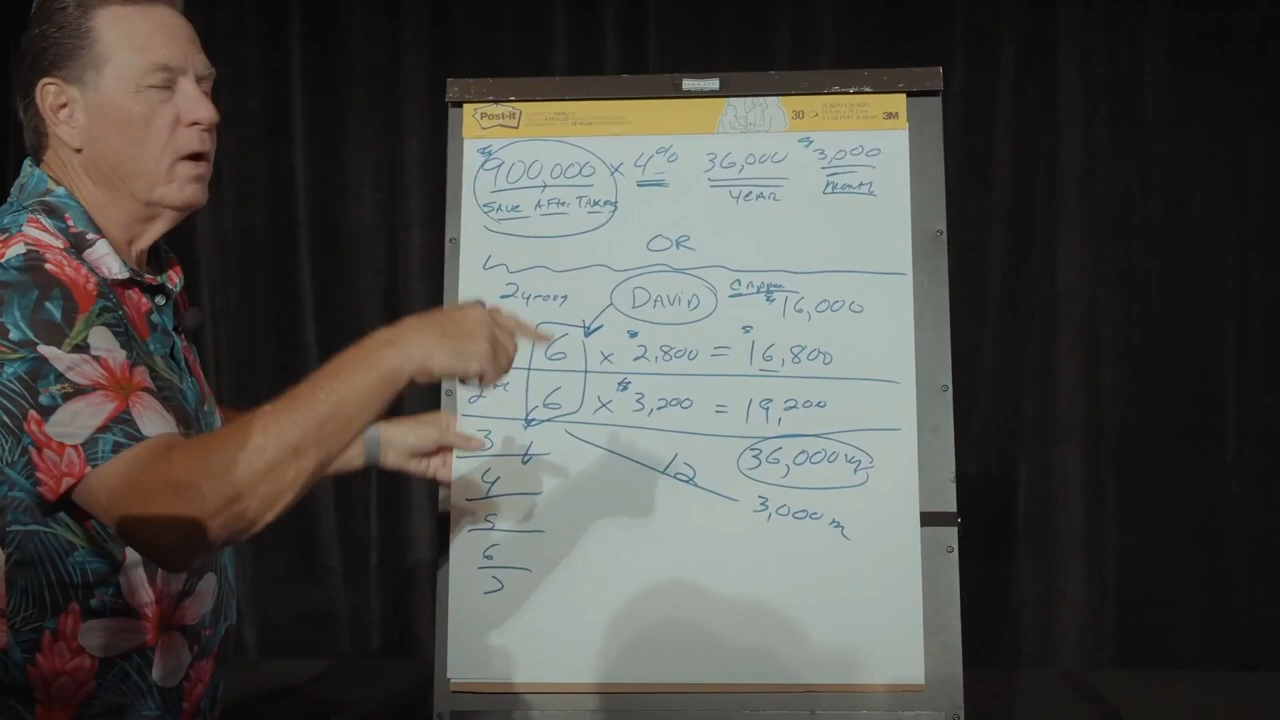 Post-it 30 3M
$900,000 x 4% 36,000 $3,000
SAVE AFTER TAXES YEAR MONTH
OR
2 years DAVID $16,000
6 x $2,800 = $16,800
6 x $3,200 = 19,200
3
4 12 36,000
5 3,000 m
6
7